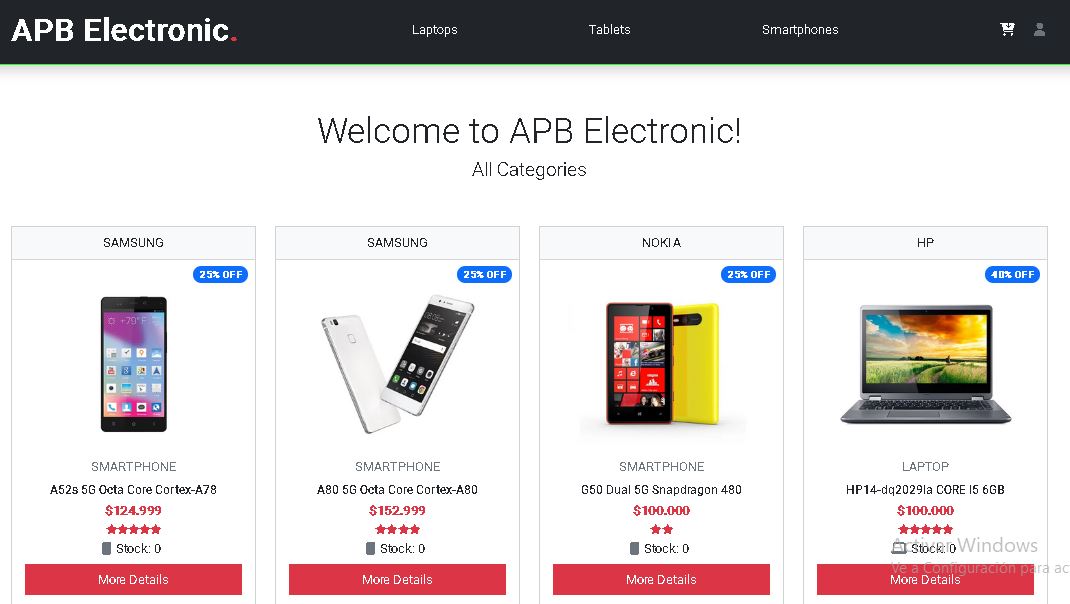 APB Electronic.
Laptops
Tablets
Smartphones
Welcome to APB Electronic!
All Categories
SAMSUNG
25% OFF
SMARTPHONE
A52s 5G Octa Core Cortex-A78
$124.999
Stock: 0
More Details
SAMSUNG
25% OFF
SMARTPHONE
A80 5G Octa Core Cortex-A80
$152.999
Stock: 0
More Details
NOKIA
25% OFF
SMARTPHONE
G50 Dual 5G Snapdragon 480
$100.000
Stock: 0
More Details
HP
40% OFF
LAPTOP
HP14-dq2029la CORE I5 6GB
$100.000
Stock: 0
More Details
Activar Windows
Ve a Configuración para ac